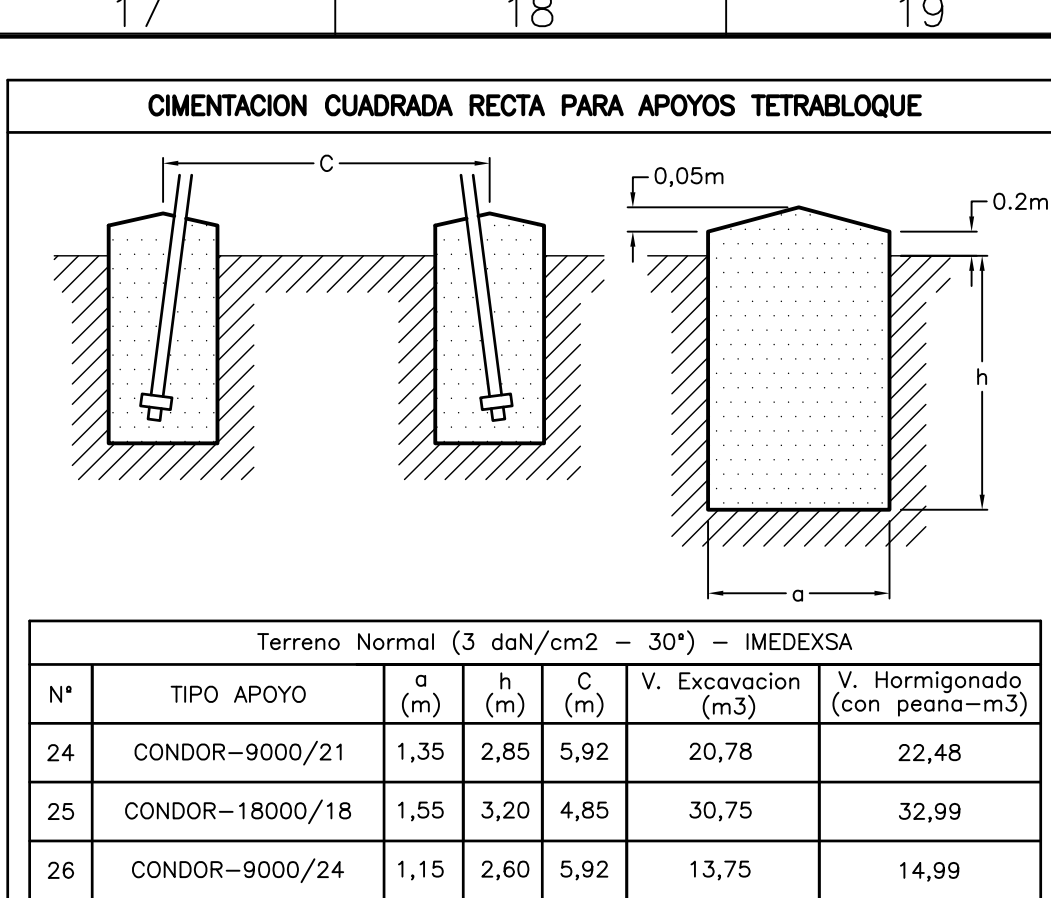 17 18 19
CIMENTACION CUADRADA RECTA PARA APOYOS TETRABLOQUE
C
0,05m
0.2m
h
a
Terreno Normal (3 daN/cm2 - 30°) - IMEDEXSA
Nº TIPO APOYO a (m) h (m) C (m) V. Excavacion (m3) V. Hormigonado (con peana-m3)
24 CONDOR-9000/21 1,35 2,85 5,92 20,78 22,48
25 CONDOR-18000/18 1,55 3,20 4,85 30,75 32,99
26 CONDOR-9000/24 1,15 2,60 5,92 13,75 14,99